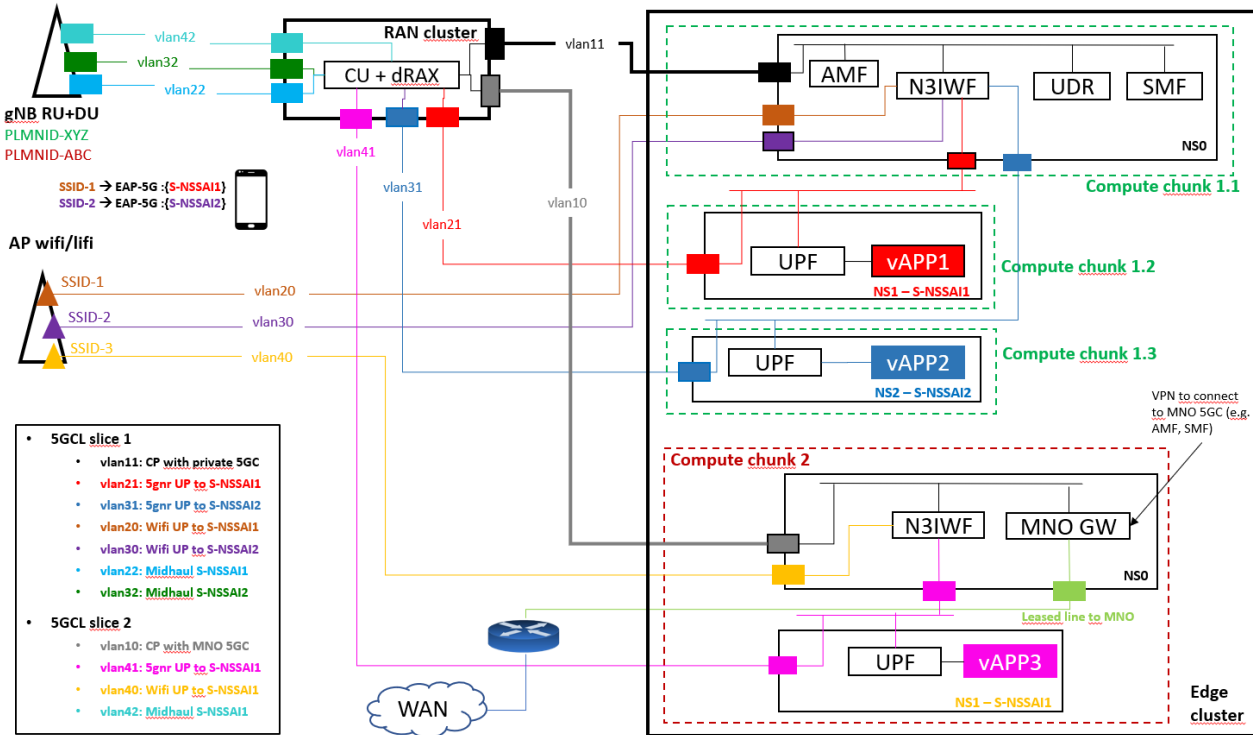 vlan42
vlan32
vlan22
gNB RU+DU
PLMNID-XYZ
PLMNID-ABC
RAN cluster
CU + dRAX
vlan11
vlan41
vlan31
vlan21
vlan10
SSID-1 → EAP-5G :{S-NSSAI1}
SSID-2 → EAP-5G :{S-NSSAI2}
AP wifi/lifi
SSID-1
SSID-2
SSID-3
vlan20
vlan30
vlan40
AMF
N3IWF
UDR
SMF
NS0
Compute chunk 1.1
UPF
vAPP1
NS1 – S-NSSAI1
Compute chunk 1.2
UPF
vAPP2
NS2 – S-NSSAI2
Compute chunk 1.3
VPN to connect
to MNO 5GC (e.g.
AMF, SMF)
Compute chunk 2
N3IWF
MNO GW
NS0
Leased line to MNO
UPF
vAPP3
NS1 – S-NSSAI1
Edge
cluster
WAN
• 5GCL slice 1
• vlan11: CP with private 5GC
• vlan21: 5gnr UP to S-NSSAI1
• vlan31: 5gnr UP to S-NSSAI2
• vlan20: Wifi UP to S-NSSAI1
• vlan30: Wifi UP to S-NSSAI2
• vlan22: Midhaul S-NSSAI1
• vlan32: Midhaul S-NSSAI2
• 5GCL slice 2
• vlan10: CP with MNO 5GC
• vlan41: 5gnr UP to S-NSSAI1
• vlan40: Wifi UP to S-NSSAI1
• vlan42: Midhaul S-NSSAI1